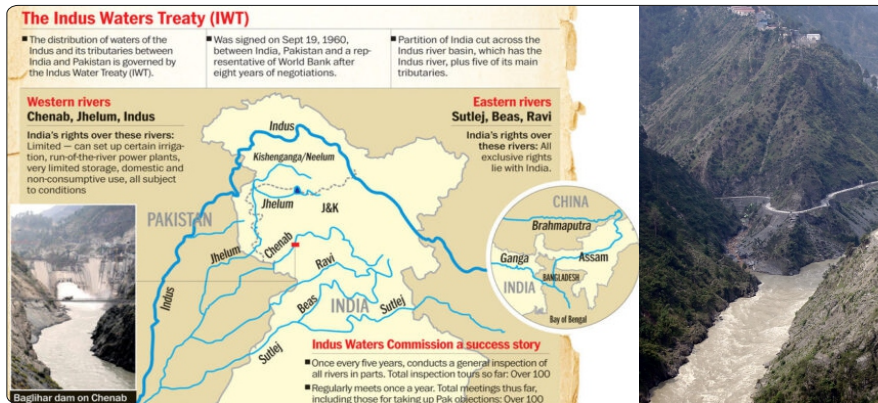 The Indus Waters Treaty (IWT)
■ The distribution of waters of the
Indus and its tributaries between
India and Pakistan is governed by
the Indus Water Treaty (IWT).
■ Was signed on Sept 19, 1960,
between India, Pakistan and a rep-
resentative of World Bank after
eight years of negotiations.
■ Partition of India cut across the
Indus river basin, which has the
Indus river, plus five of its main
tributaries.
Western rivers
Chenab, Jhelum, Indus
India's rights over these rivers:
Limited — can set up certain irriga-
tion, run-of-the-river power plants,
very limited storage, domestic and
non-consumptive use, all subject
to conditions
Eastern rivers
Sutlej, Beas, Ravi
India's rights over
these rivers: All
exclusive rights
lie with India.
Indus
Kishenganga/Neelum
Jhelum
J&K
PAKISTAN
Jhelum
Chenab
Ravi
Indus
Beas
INDIA
Sutlej
Sutlej
CHINA
Brahmaputra
Ganga
Assam
BANGLADESH
INDIA
Bay of Bengal
Baglihar dam on Chenab
Indus Waters Commission a success story
■ Once every five years, conducts a general inspection of
all rivers in parts. Total inspection tours so far: Over 100
■ Regularly meets once a year. Total meetings thus far,
including those for taking up Pak objections: Over 100